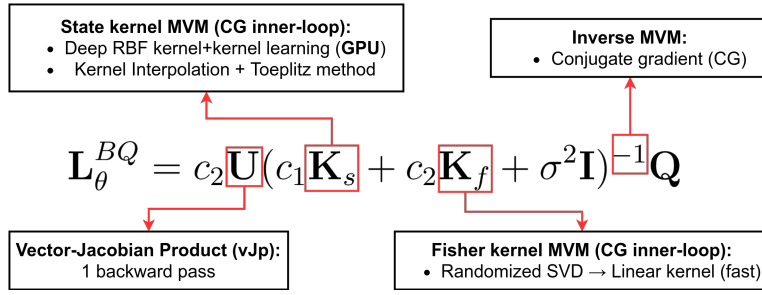 State kernel MVM (CG inner-loop):
• Deep RBF kernel+kernel learning (GPU)
• Kernel Interpolation + Toeplitz method
Inverse MVM:
• Conjugate gradient (CG)
L_θ^{BQ} = c₂U(c₁K_s + c₂K_f + σ²I)^{-1}Q
Vector-Jacobian Product (vJp):
1 backward pass
Fisher kernel MVM (CG inner-loop):
• Randomized SVD → Linear kernel (fast)